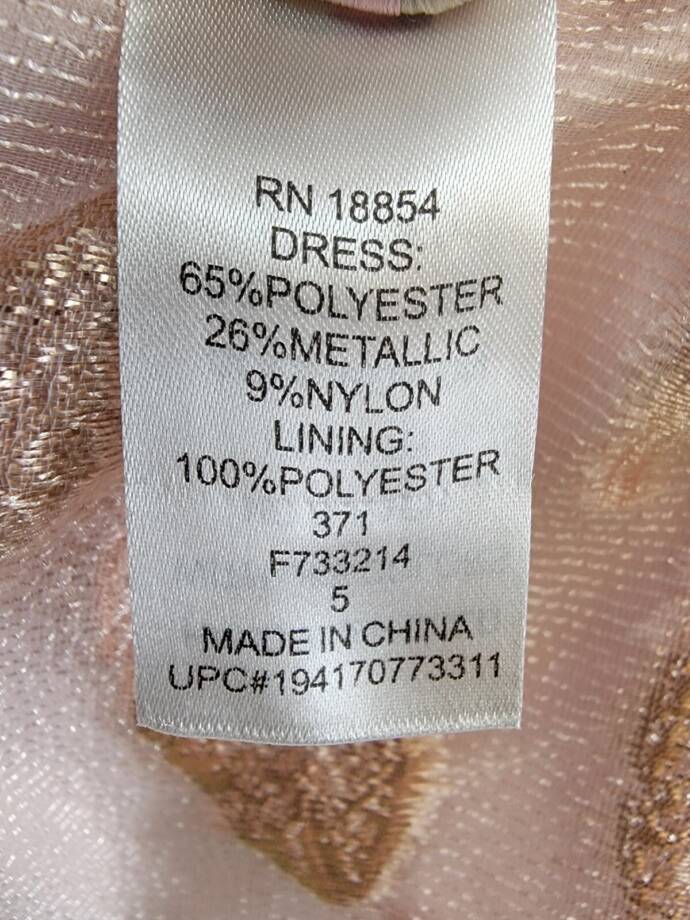 RN 18854
DRESS:
65%POLYESTER
26%METALLIC
9%NYLON
LINING:
100%POLYESTER
371
F733214
5
MADE IN CHINA
UPC#194170773311